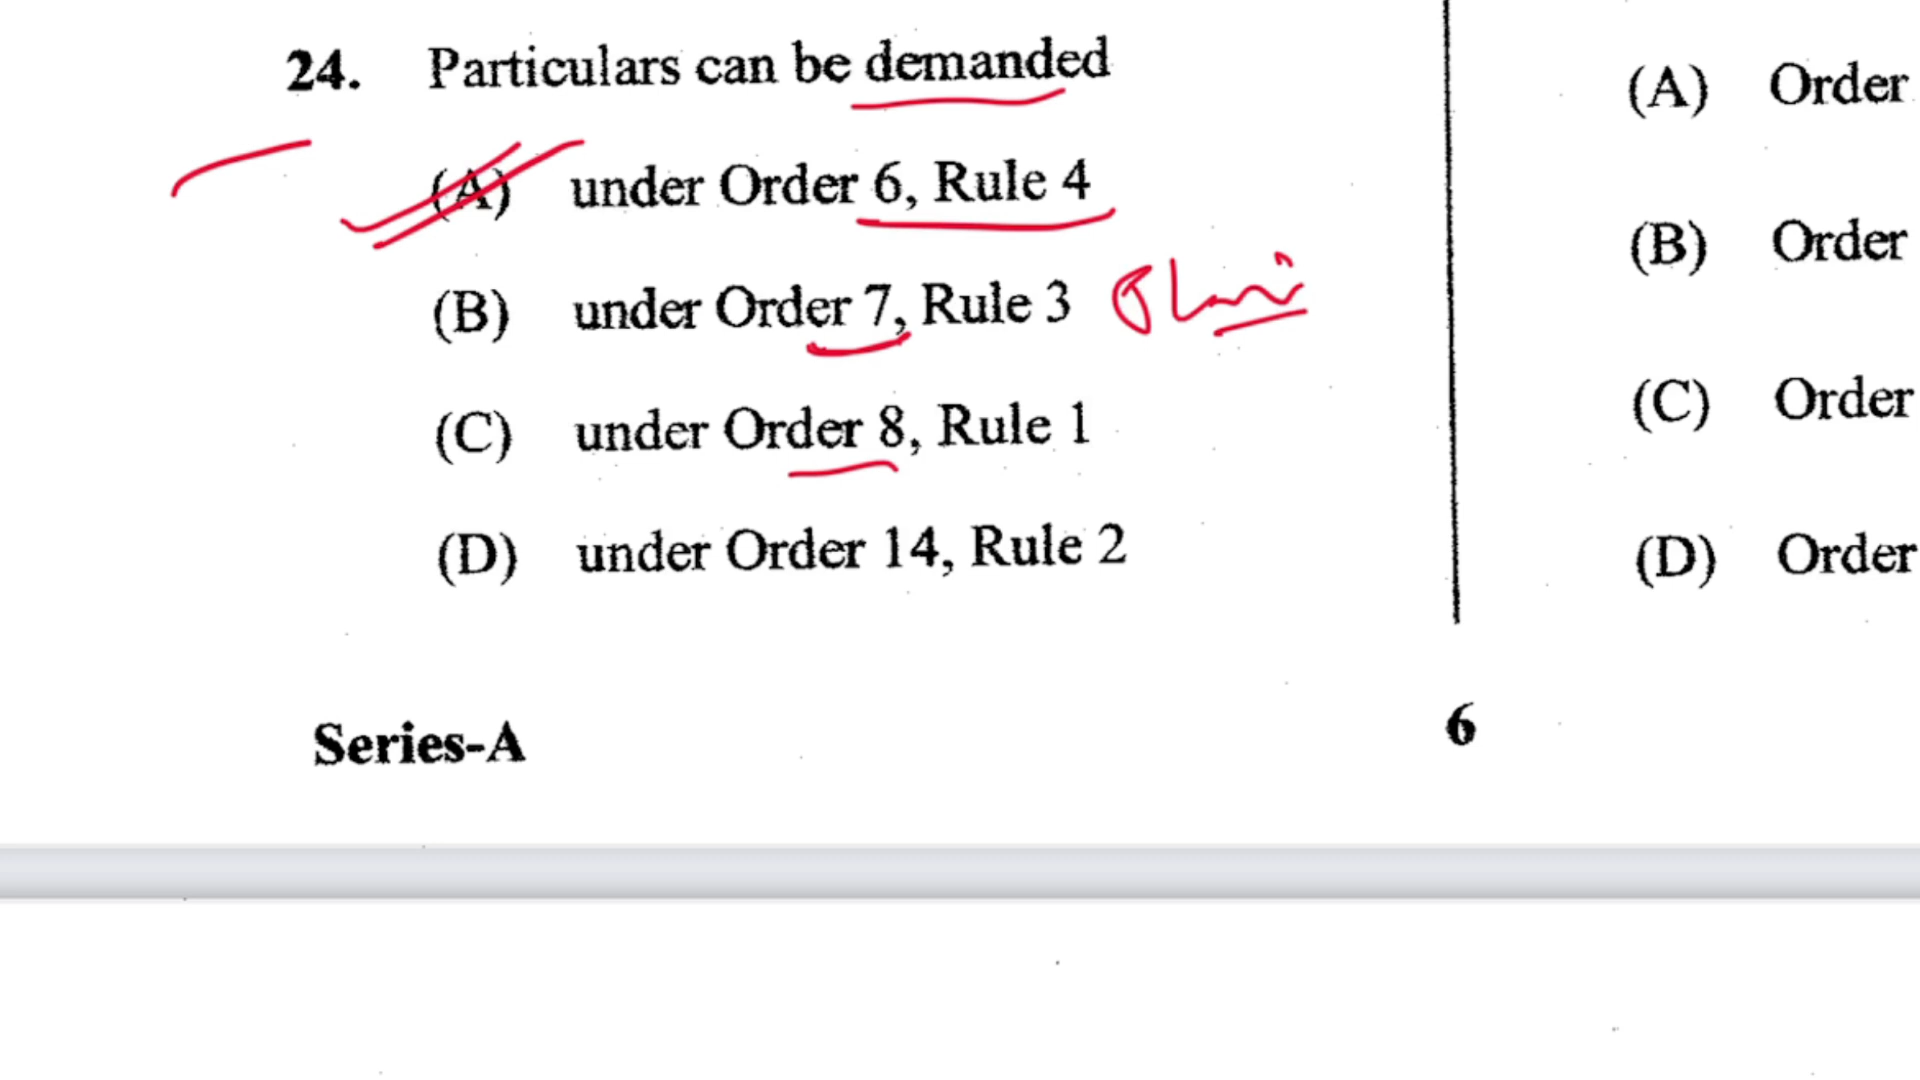 24. Particulars can be demanded
(A) under Order 6, Rule 4
(B) under Order 7, Rule 3
(C) under Order 8, Rule 1
(D) under Order 14, Rule 2
(A) Order
(B) Order
(C) Order
(D) Order
Series-A
6